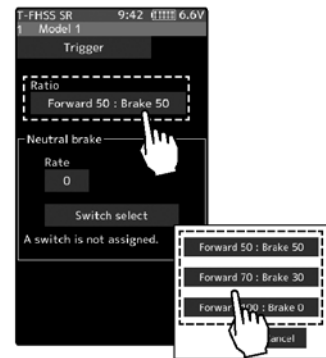 T-FHSS SR 9:42 6.6V
1 Model 1
Trigger
Ratio
Forward 50 : Brake 50
Neutral brake
Rate
0
Switch select
A switch is not assigned.
Forward 50 : Brake 50
Forward 70 : Brake 30
: Brake 0